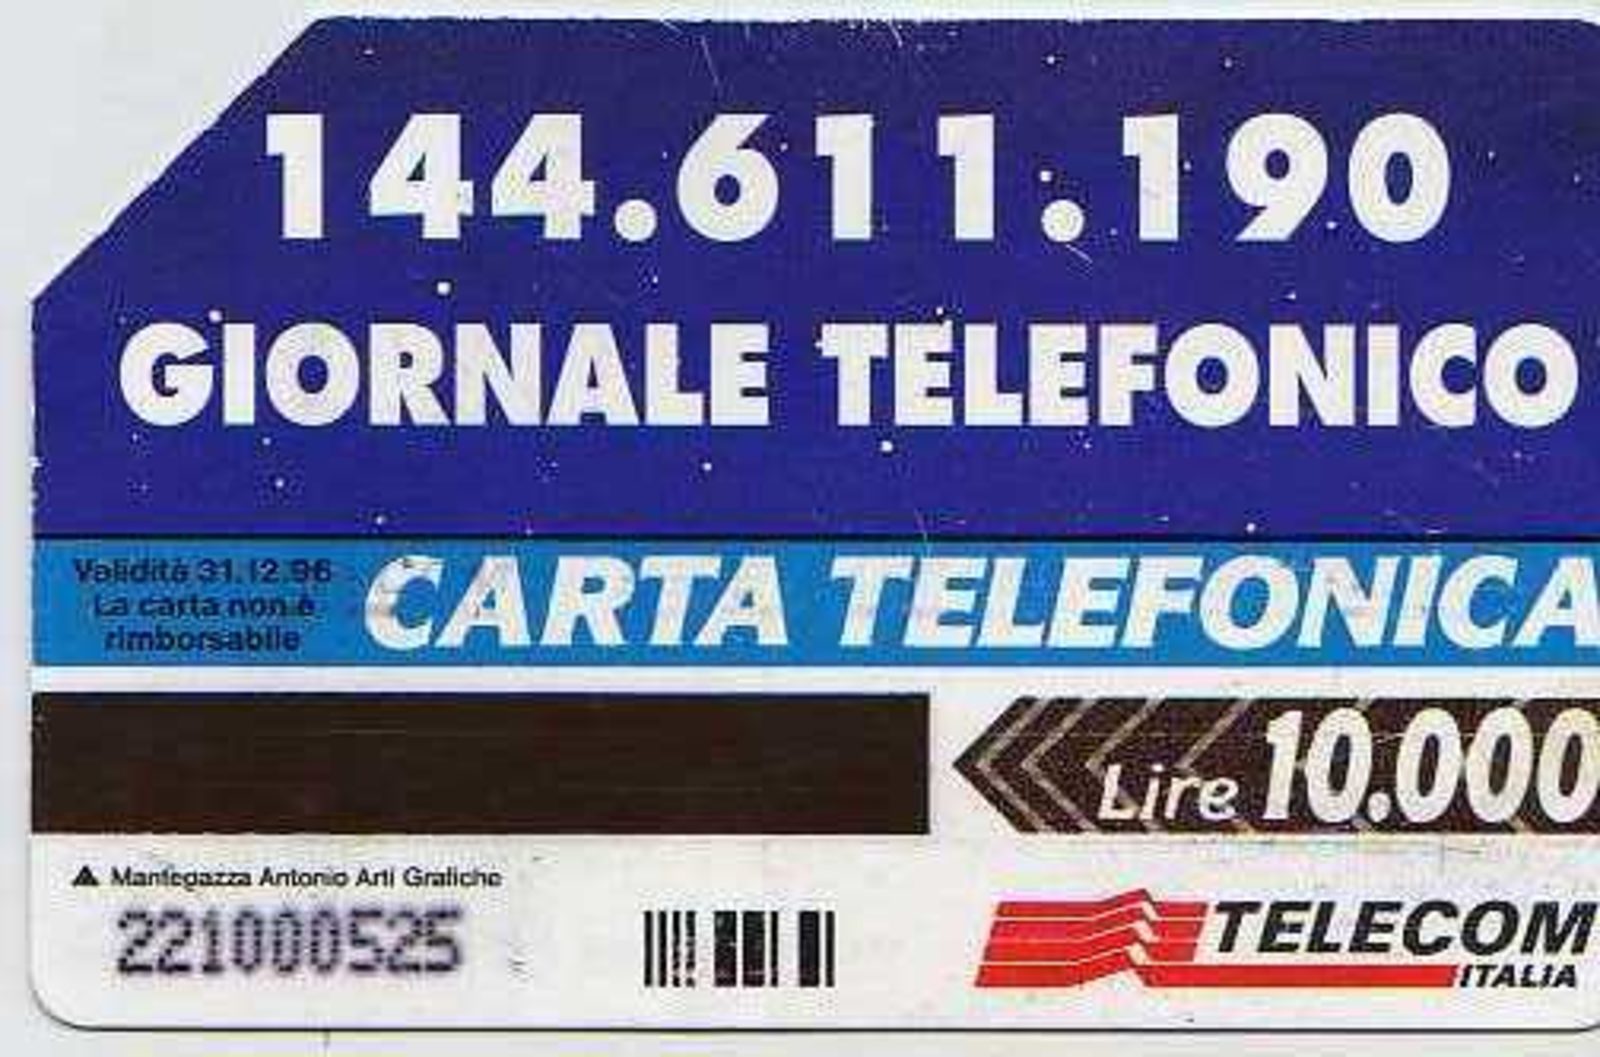 144.611.190
GIORNALE TELEFONICO
Validità 31.12.96
La carta non è
rimborsabile
CARTA TELEFONICA
Lire 10.000
Mantegazza Antonio Arti Grafiche
221000525
TELECOM
ITALIA